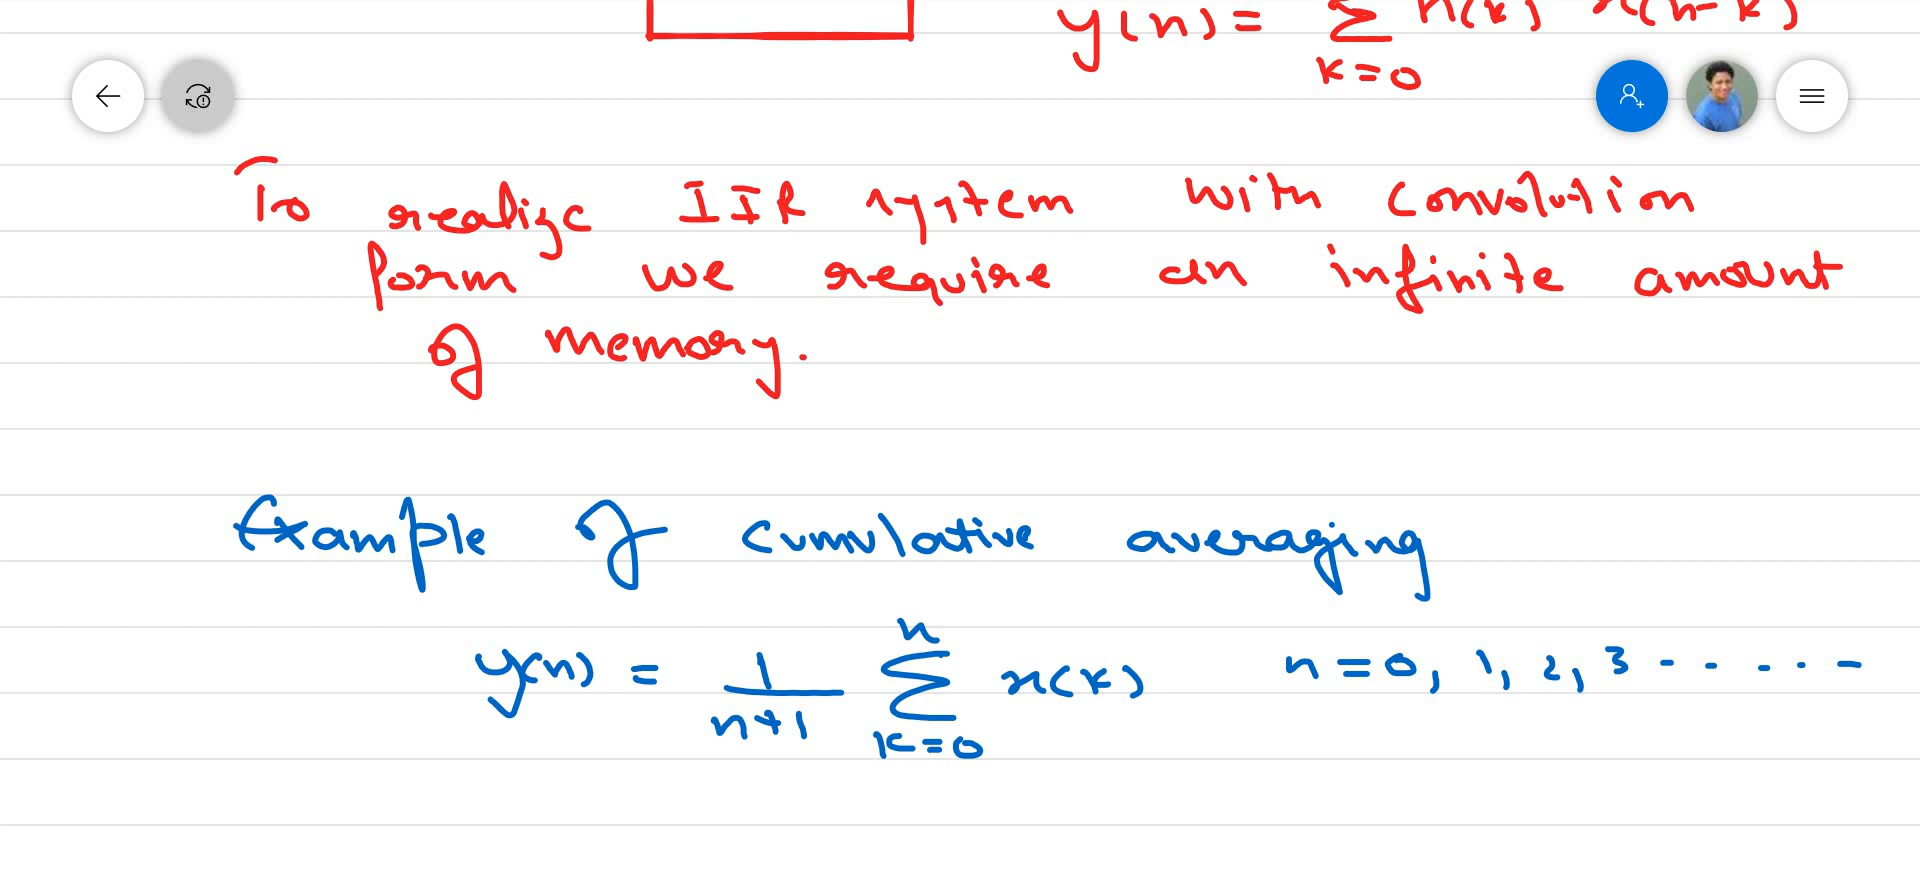 y(n) = ∑ h(k) x(n-k)
k=0
To realize IIR system with convolution
form we require an infinite amount
of memory.
Example of cumulative averaging
y(n) = 1/(n+1) ∑_{k=0}^{n} x(k) n = 0, 1, 2, 3 - - - - -